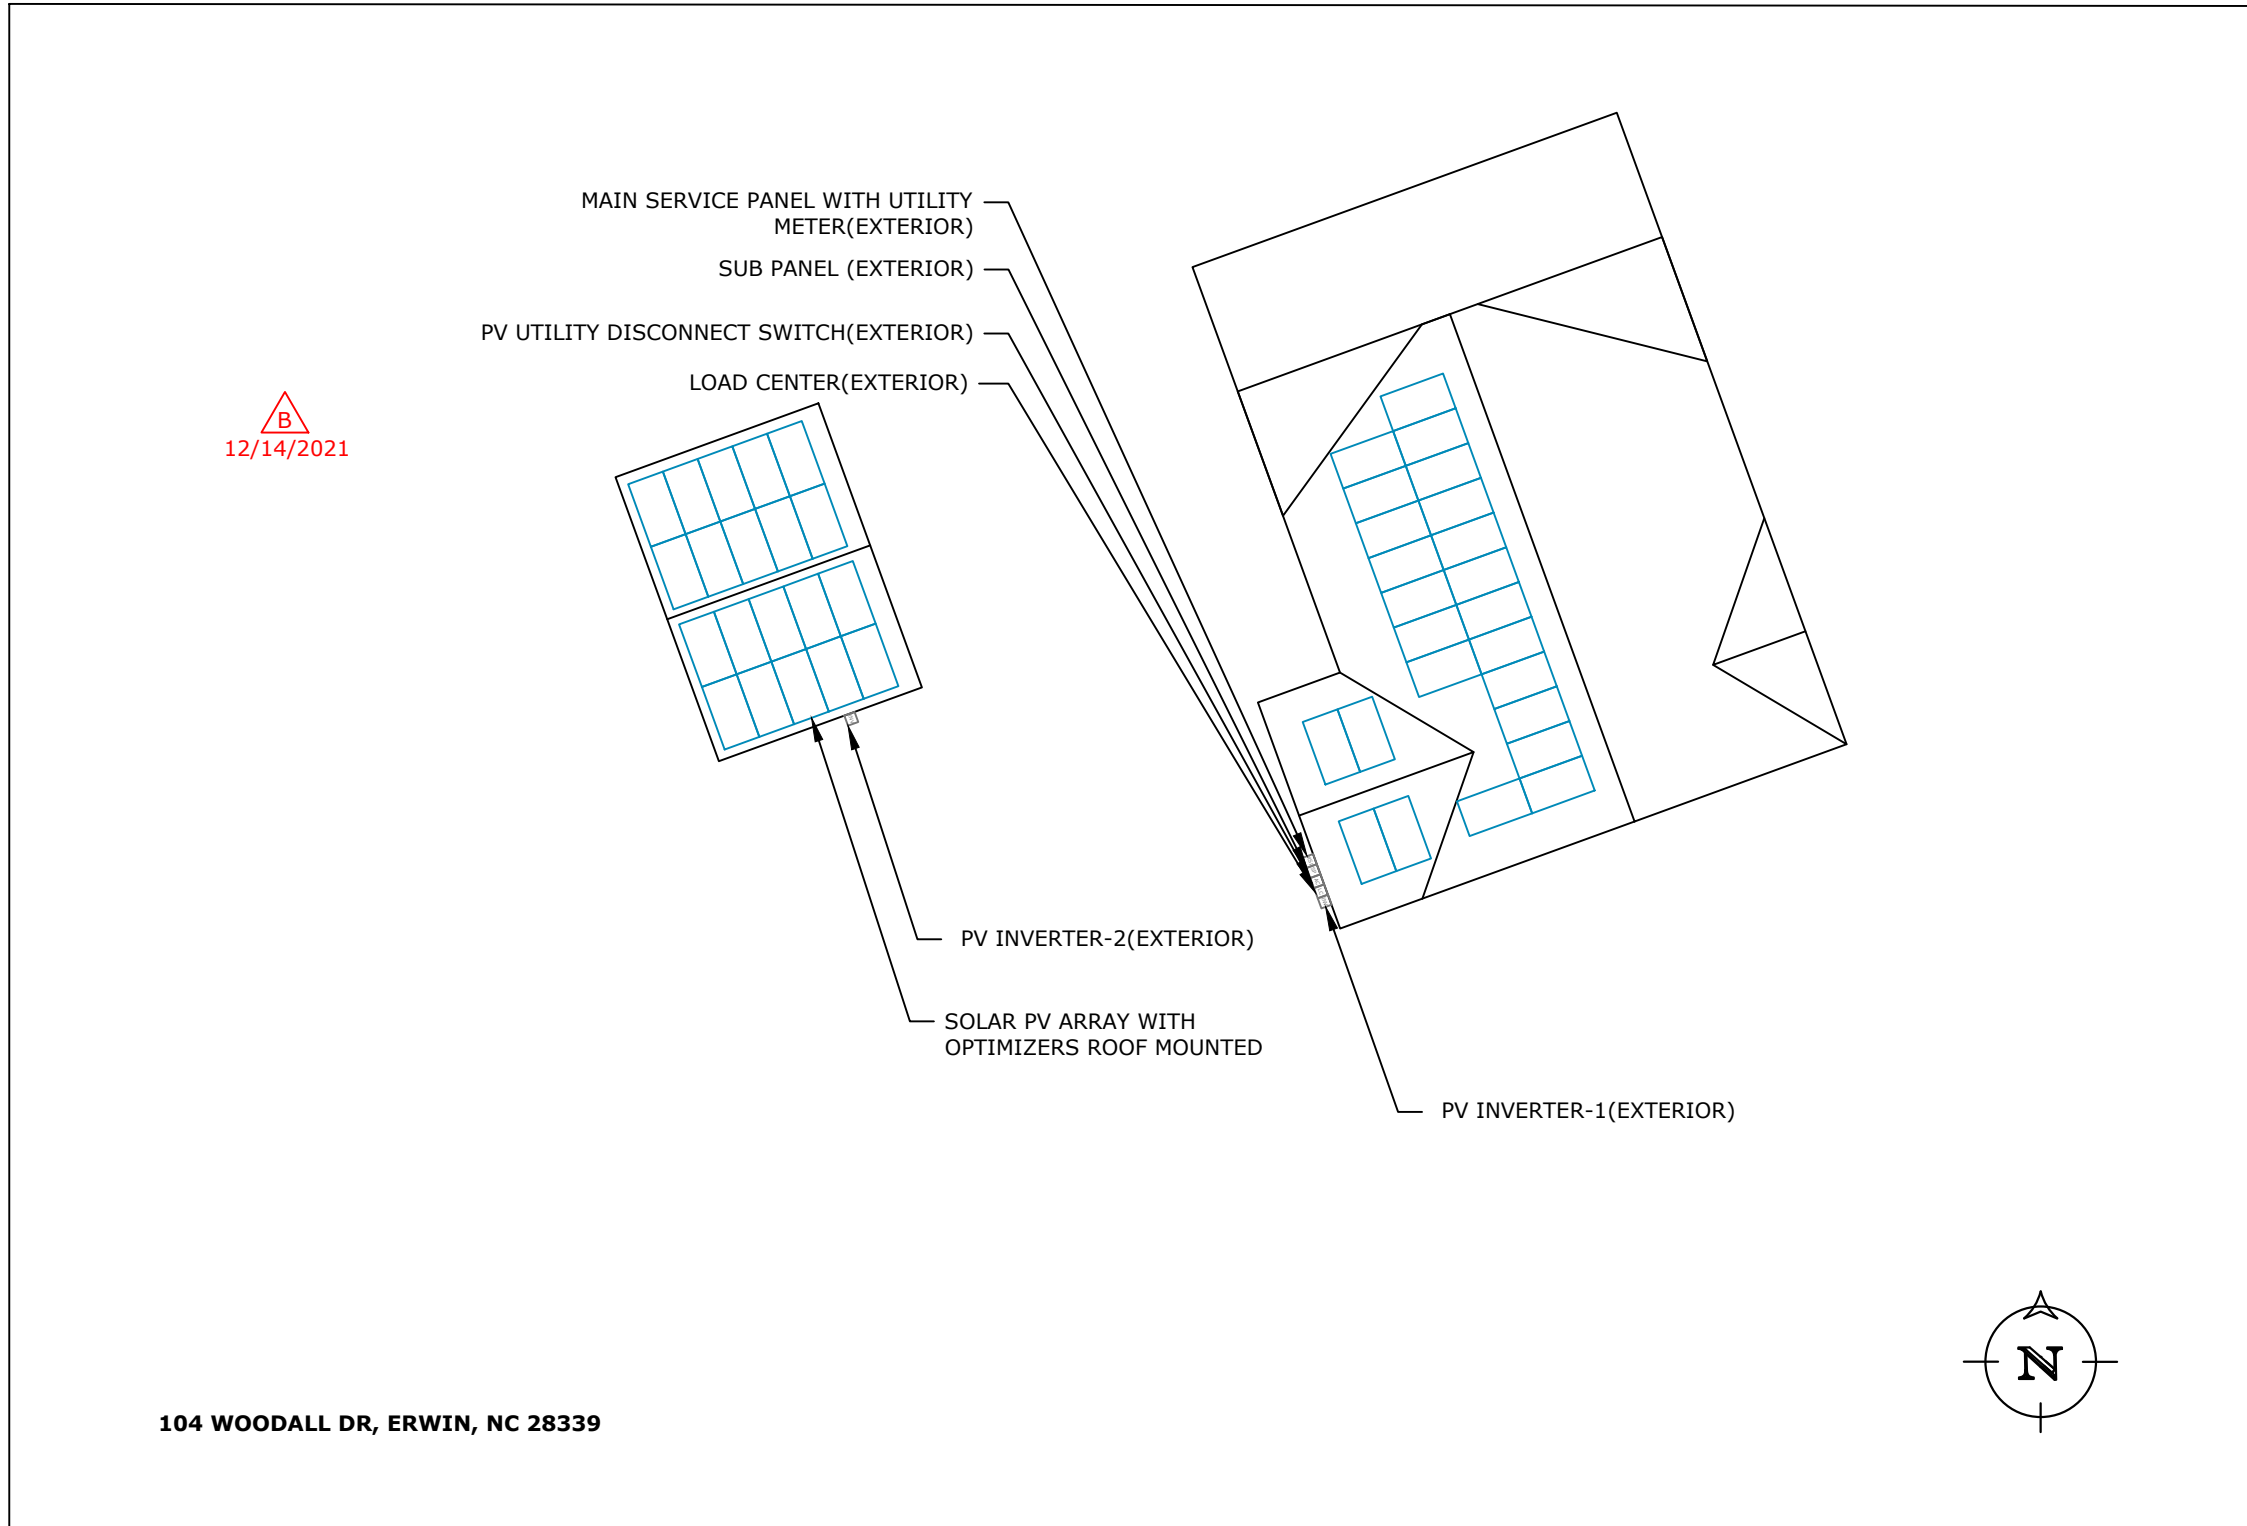 MAIN SERVICE PANEL WITH UTILITY
METER(EXTERIOR)
SUB PANEL (EXTERIOR)
PV UTILITY DISCONNECT SWITCH(EXTERIOR)
LOAD CENTER(EXTERIOR)
B
12/14/2021
PV INVERTER-2(EXTERIOR)
SOLAR PV ARRAY WITH
OPTIMIZERS ROOF MOUNTED
PV INVERTER-1(EXTERIOR)
N
104 WOODALL DR, ERWIN, NC 28339